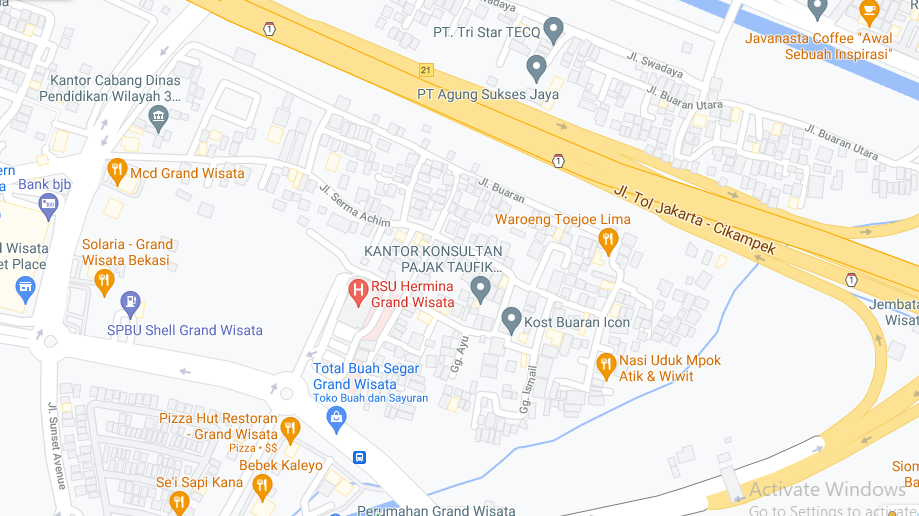 PT. Tri Star TECQ
Javanasta Coffee "Awal
Sebuah Inspirasi"
1
Jl. Swadaya
21
Kantor Cabang Dinas
Pendidikan Wilayah 3...
PT Agung Sukses Jaya
Jl. Buaran Utara
Jl. Buaran Utara
1
Mcd Grand Wisata
Bank bjb
Jl. Serma Achim
Jl. Buaran
Jl. Tol Jakarta - Cikampek
Waroeng Toejoe Lima
Solaria - Grand
Wisata Bekasi
KANTOR KONSULTAN
PAJAK TAUFIK...
RSU Hermina
Grand Wisata
1
SPBU Shell Grand Wisata
Kost Buaran Icon
Gg. Ayu
Gg. Ismail
Nasi Uduk Mpok
Atik & Wiwit
Total Buah Segar
Grand Wisata
Toko Buah dan Sayuran
Jl. Sunset Avenue
Pizza Hut Restoran
- Grand Wisata
Pizza • $$
Bebek Kaleyo
Se'i Sapi Kana
Perumahan Grand Wisata
Activate Windows
Go to Settings to activate